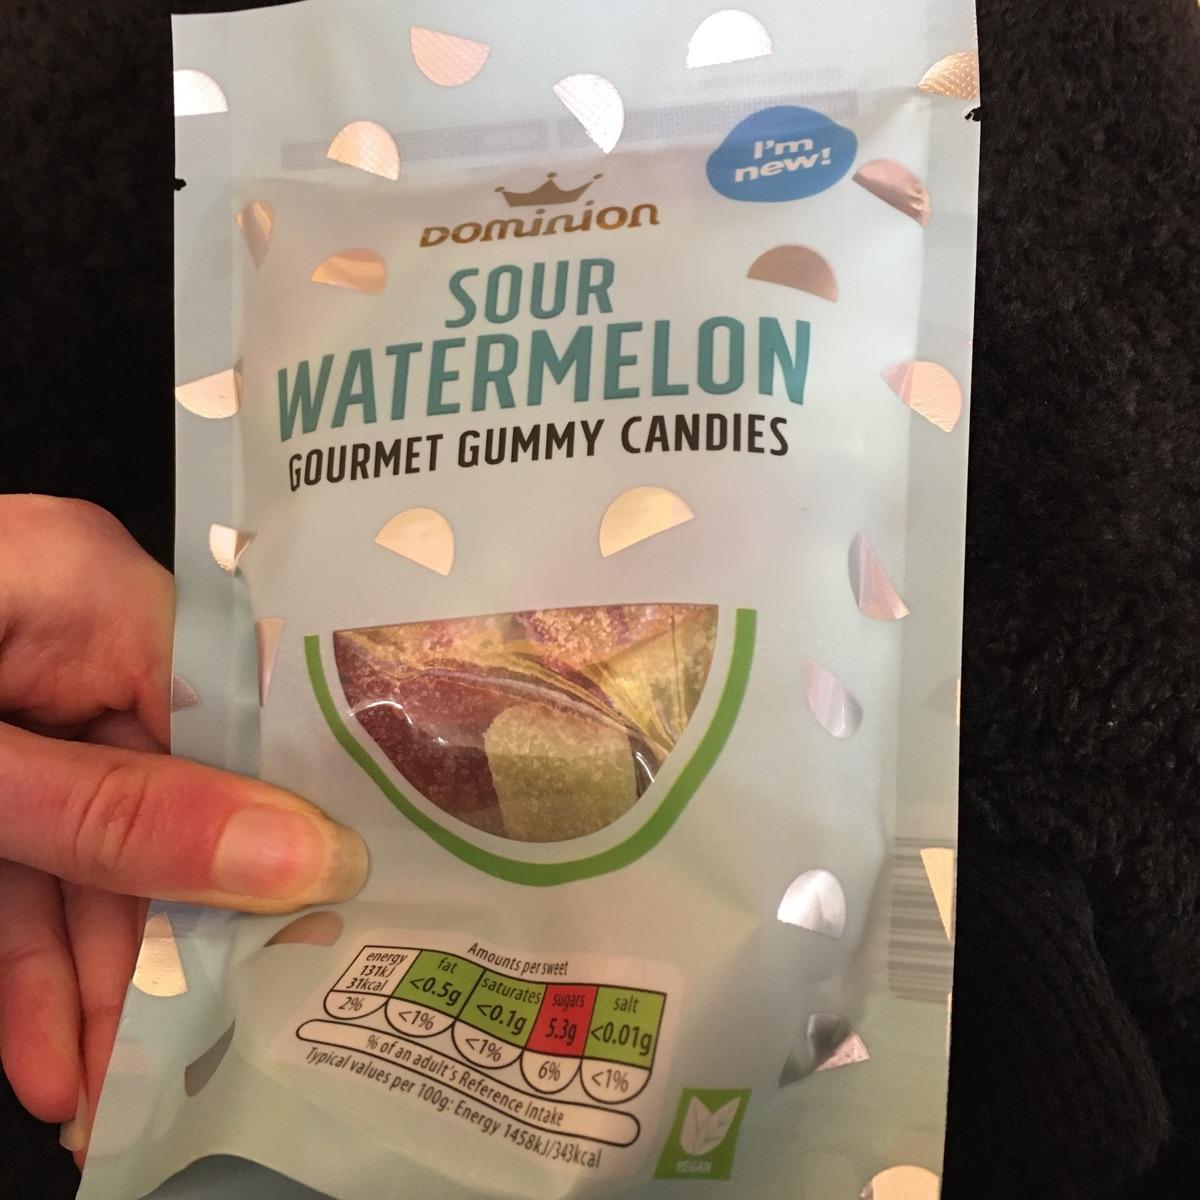 I'm
new!
DOMINION
SOUR
WATERMELON
GOURMET GUMMY CANDIES
Amounts per sweet
energy
131kJ
31kcal
2%
fat
<0.5g
<1%
saturates
<0.1g
<1%
sugars
5.3g
6%
salt
<0.01g
<1%
% of an adult's Reference Intake
Typical values per 100g: Energy 1458kJ/343kcal
VEGAN